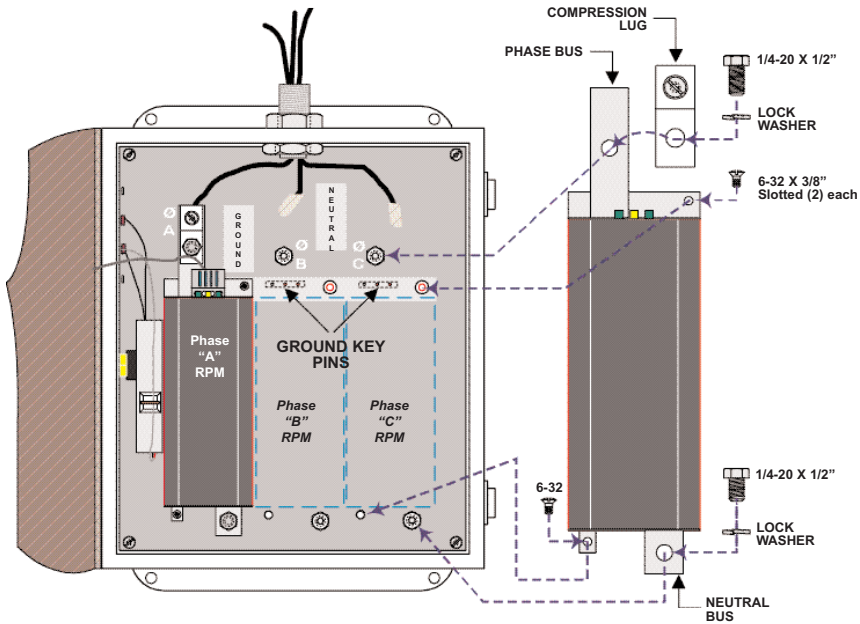 COMPRESSION
LUG
PHASE BUS
1/4-20 X 1/2”
LOCK
WASHER
6-32 X 3/8”
Slotted (2) each
NEUTRAL
GROUND
Ø
A
Ø
B
Ø
C
GROUND KEY
PINS
Phase
“A”
RPM
Phase
“B”
RPM
Phase
“C”
RPM
6-32
1/4-20 X 1/2”
LOCK
WASHER
NEUTRAL
BUS